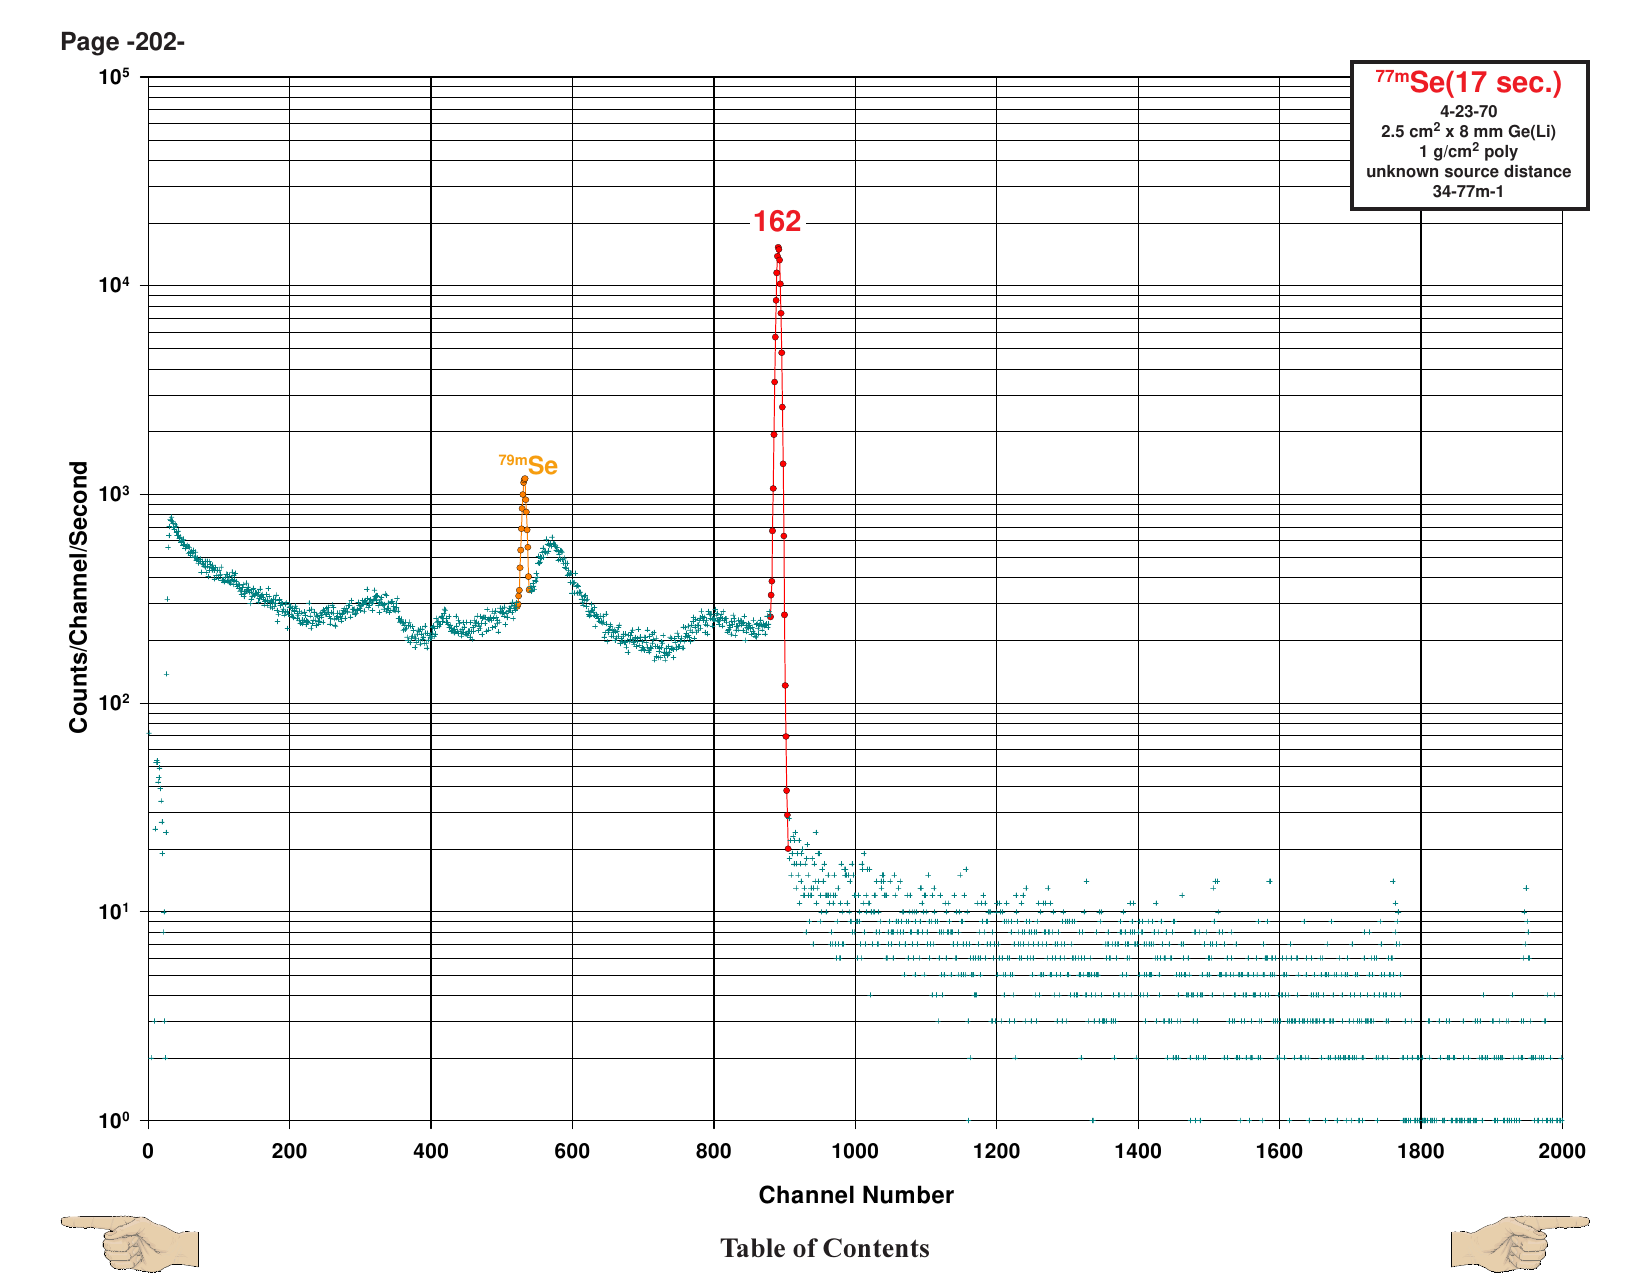 Page -202-
77mSe(17 sec.)
4-23-70
2.5 cm2 x 8 mm Ge(Li)
1 g/cm2 poly
unknown source distance
34-77m-1
105
162
104
79mSe
103
Counts/Channel/Second
102
101
100
0 200 400 600 800 1000 1200 1400 1600 1800 2000
Channel Number
Table of Contents